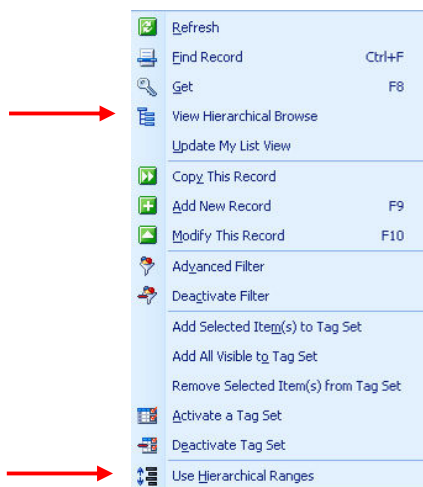 Refresh
Find Record Ctrl+F
Get F8
View Hierarchical Browse
Update My List View
Copy This Record
Add New Record F9
Modify This Record F10
Advanced Filter
Deactivate Filter
Add Selected Item(s) to Tag Set
Add All Visible to Tag Set
Remove Selected Item(s) from Tag Set
Activate a Tag Set
Deactivate Tag Set
Use Hierarchical Ranges